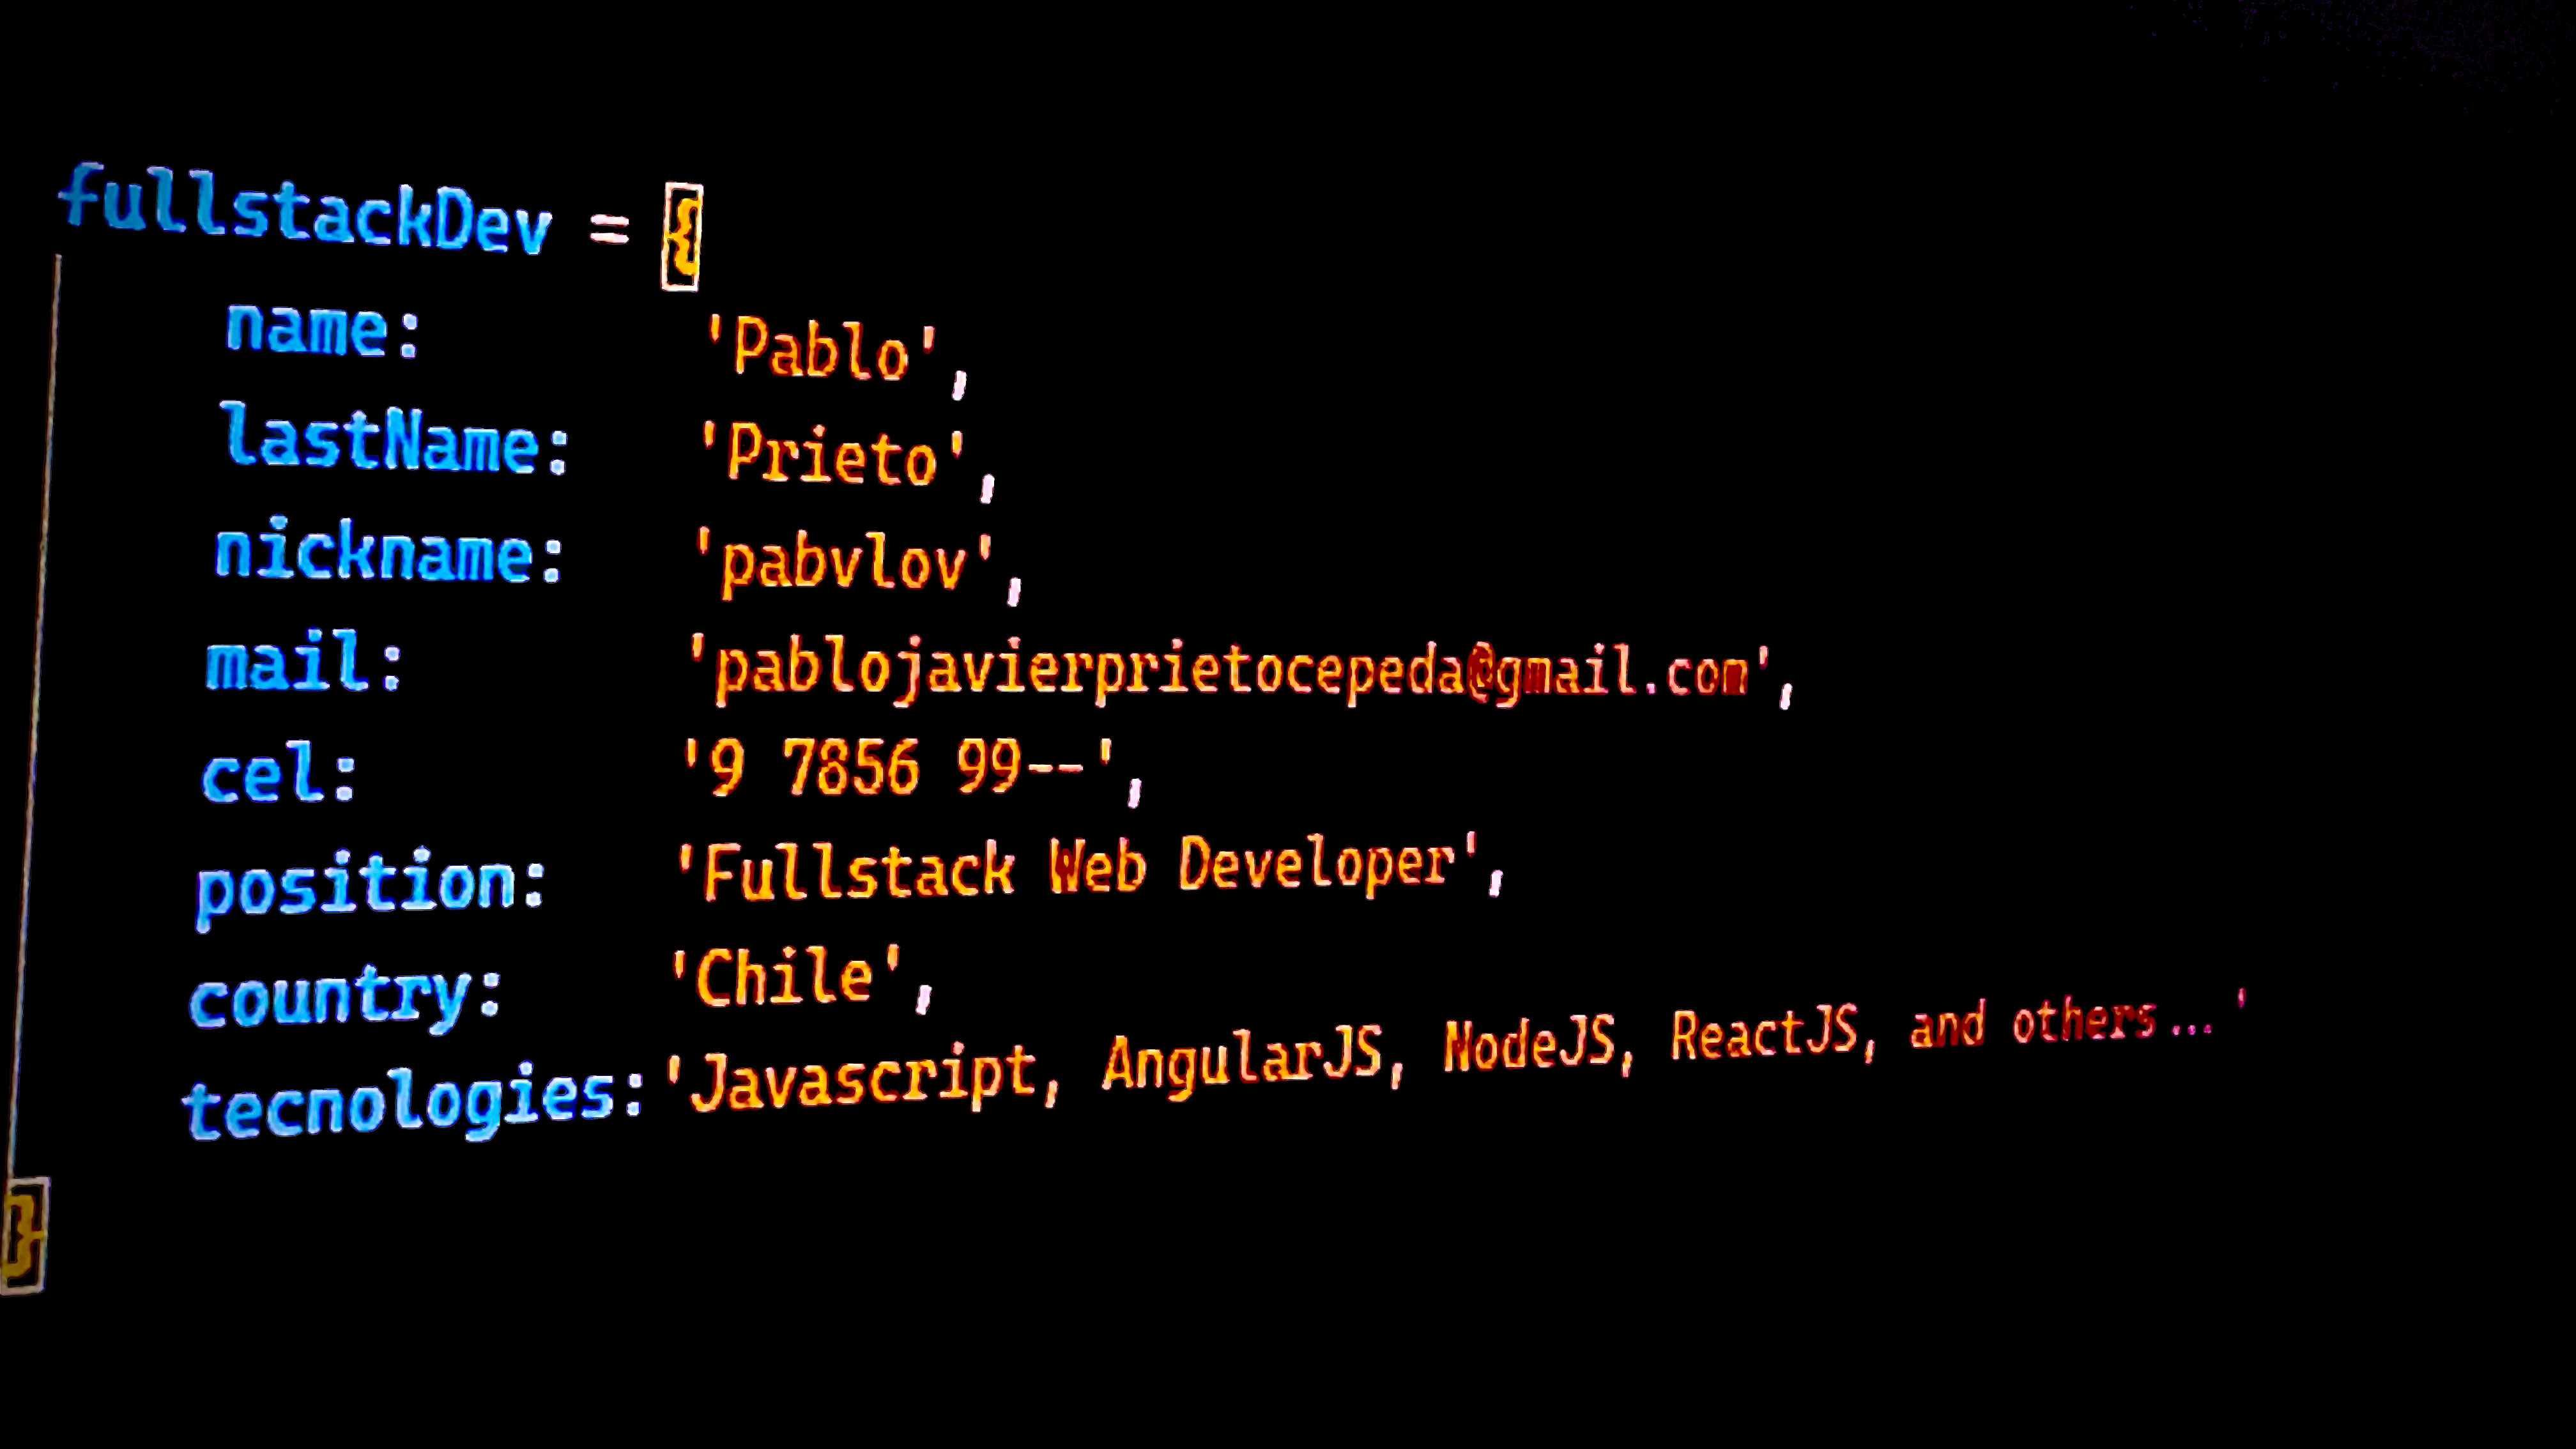 fullstackDev = {
name: 'Pablo',
lastName: 'Prieto',
nickname: 'pabvlov',
mail: 'pablojavierprietocepeda@gmail.com',
cel: '9 7856 99--',
position: 'Fullstack Web Developer',
country: 'Chile',
tecnologies: 'Javascript, AngularJS, NodeJS, ReactJS, and others...'
}